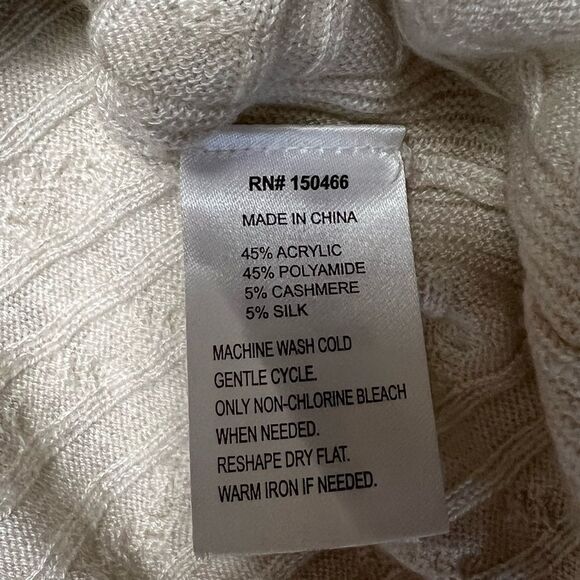 RN# 150466
MADE IN CHINA
45% ACRYLIC
45% POLYAMIDE
5% CASHMERE
5% SILK
MACHINE WASH COLD
GENTLE CYCLE.
ONLY NON-CHLORINE BLEACH
WHEN NEEDED.
RESHAPE DRY FLAT.
WARM IRON IF NEEDED.